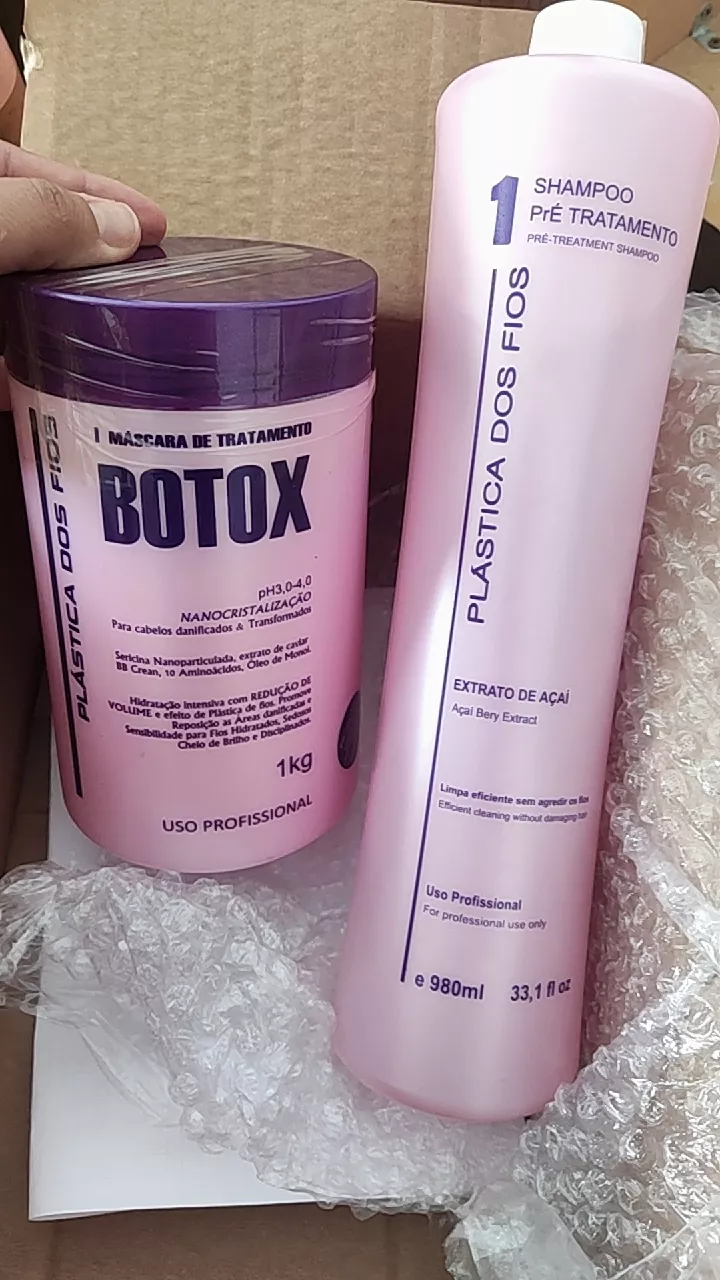 PLÁSTICA DOS FIOS
1 MÁSCARA DE TRATAMENTO
BOTOX
pH3,0-4,0
NANOCRISTALIZAÇÃO
Para cabelos danificados & Transformados
Sericina Nanoparticulada, extrato de caviar
BB Crean, 10 Aminoácidos, Óleo de Monoi.
Hidratação Intensiva com REDUÇÃO DE
VOLUME e efeito de Plástica de fios. Promove
Reposição as Áreas danificadas e
Sensibilidade para Fios Hidratados, Sedosos
Cheio de Brilho e Disciplinados.
1kg
USO PROFISSIONAL
1 SHAMPOO
PrÉ TRATAMENTO
PRÉ-TREATMENT SHAMPOO
PLÁSTICA DOS FIOS
EXTRATO DE AÇAÍ
Açaí Bery Extract
Limpa eficiente sem agredir os fios
Efficient cleaning without damaging hair
Uso Profissional
For professional use only
e 980ml 33,1 fl oz